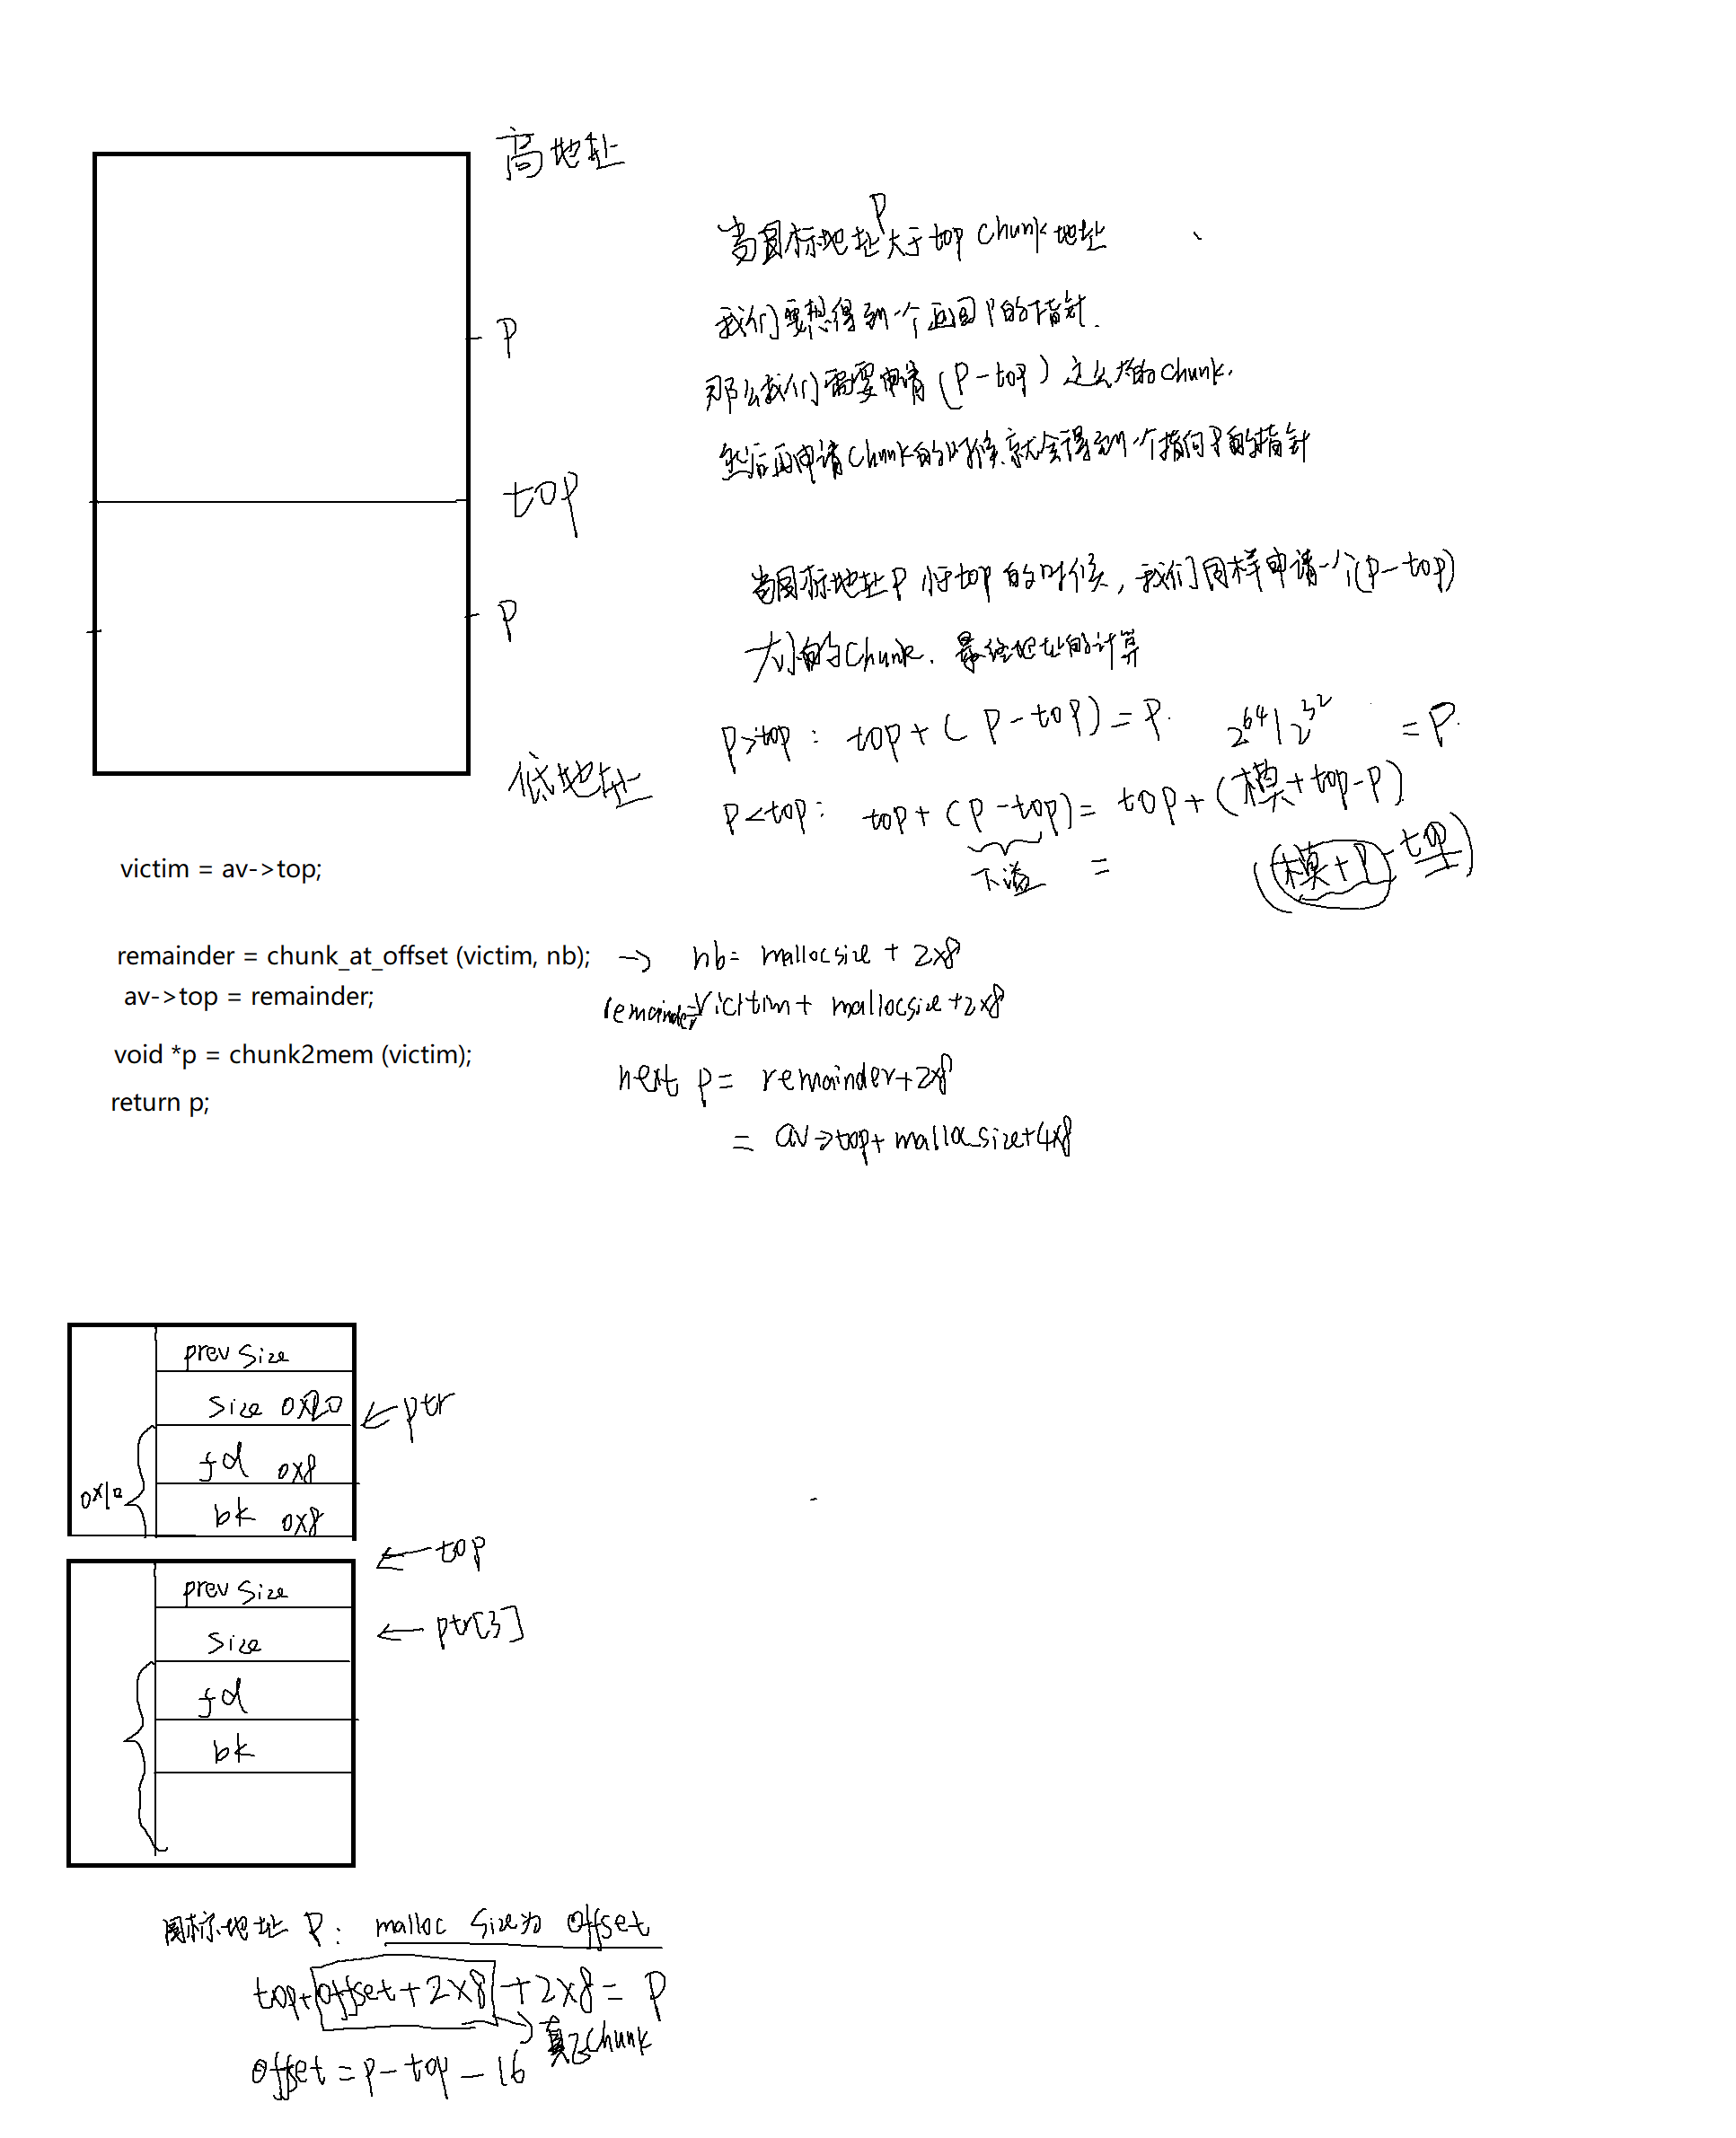 高地址
P
top
P
低地址
当目标地址P大于top chunk地址
我们要想得到一个返回P的指针.
那么我们需要申请(P-top)这么大的chunk.
然后再申请chunk的时候就会得到一个指向P的指针
当目标地址P小于top的时候,我们同样申请一个(p-top)
大小的chunk. 最终地址的计算
P>top: top+(P-top)=P. 2^64 | 2^32 =P.
P<top: top+(p-top)=top+(模+top-P)
下溢 = (模+P-top)
victim = av->top;
remainder = chunk_at_offset (victim, nb); → nb= mallocsize + 2x8
av->top = remainder;
remainder=victim+ mallocsize+2x8
void *p = chunk2mem (victim);
return p;
next p= remainder+2x8
= av->top+mallocsize+4x8
prev size
size 0x20
← ptr
fd 0x8
bk 0x8
0x10
← top
prev size
size
← ptr[3]
fd
bk
目标地址 P: malloc size为 offset
top+offset+2x8+2x8= P
→真正chunk
offset=P-top-16